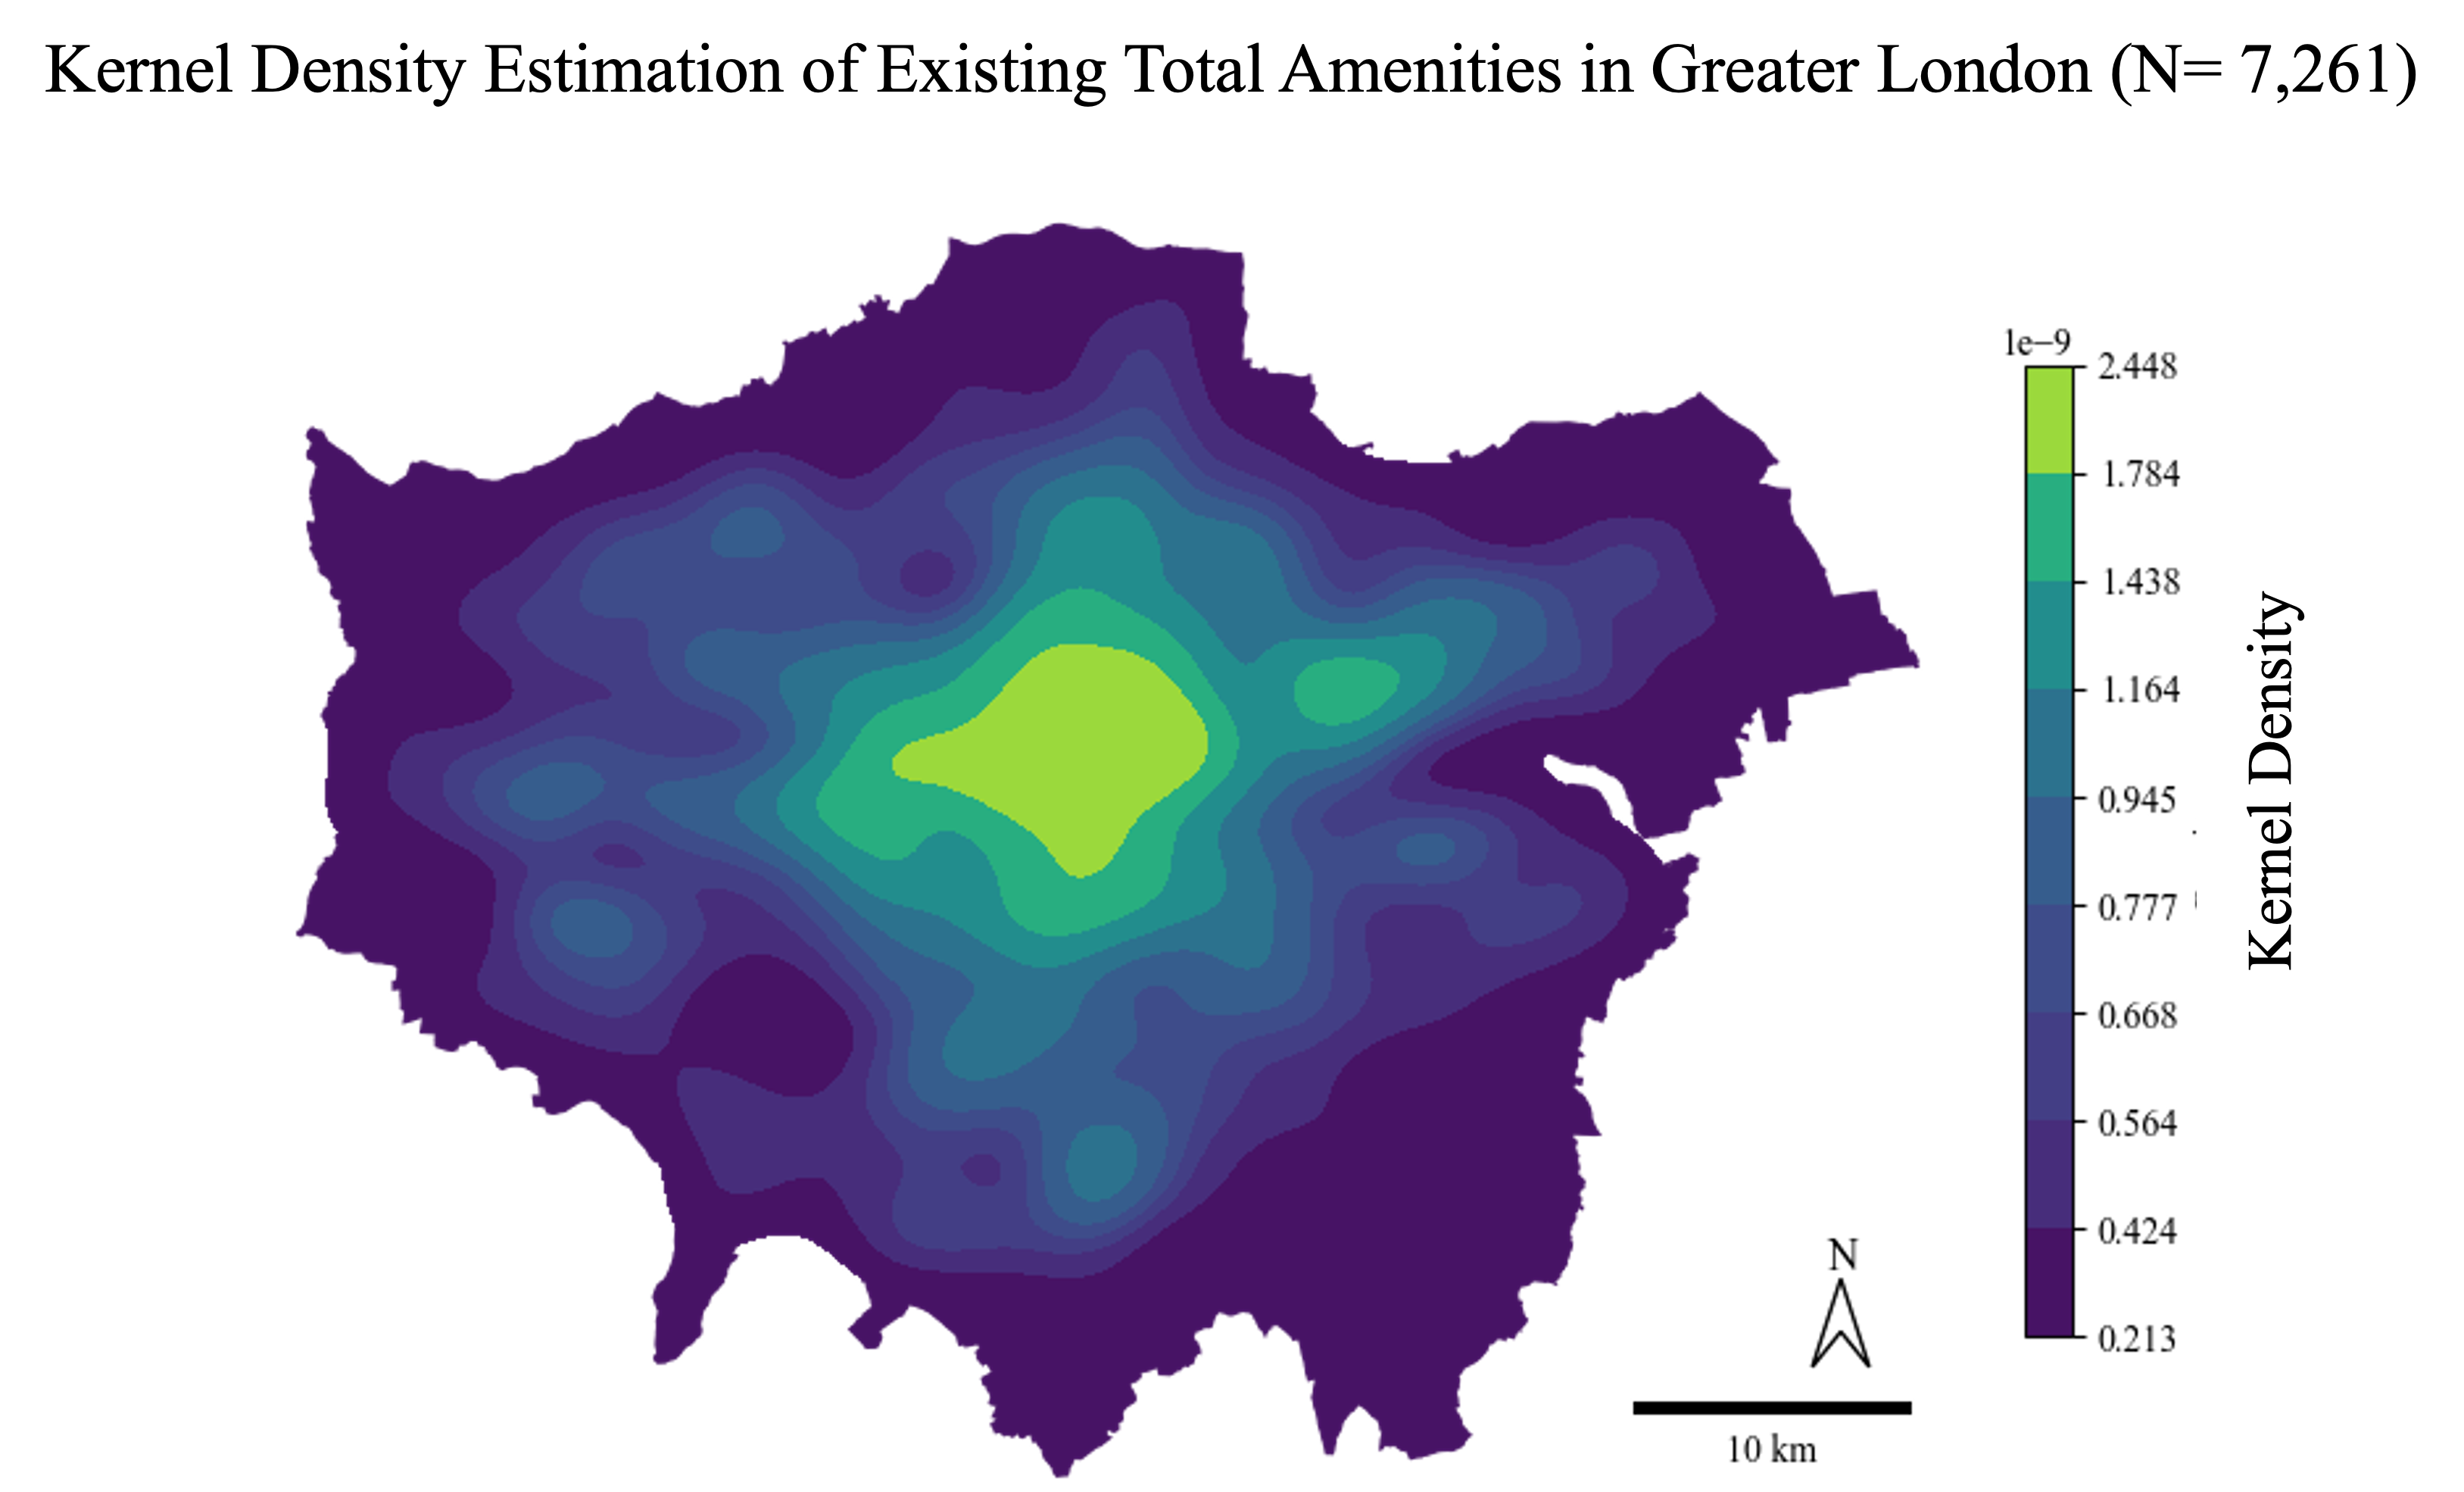 Kernel Density Estimation of Existing Total Amenities in Greater London (N= 7,261)
1e−9
2.448
1.784
1.438
1.164
0.945
0.777
0.668
0.564
0.424
0.213
Kernel Density
N
10 km